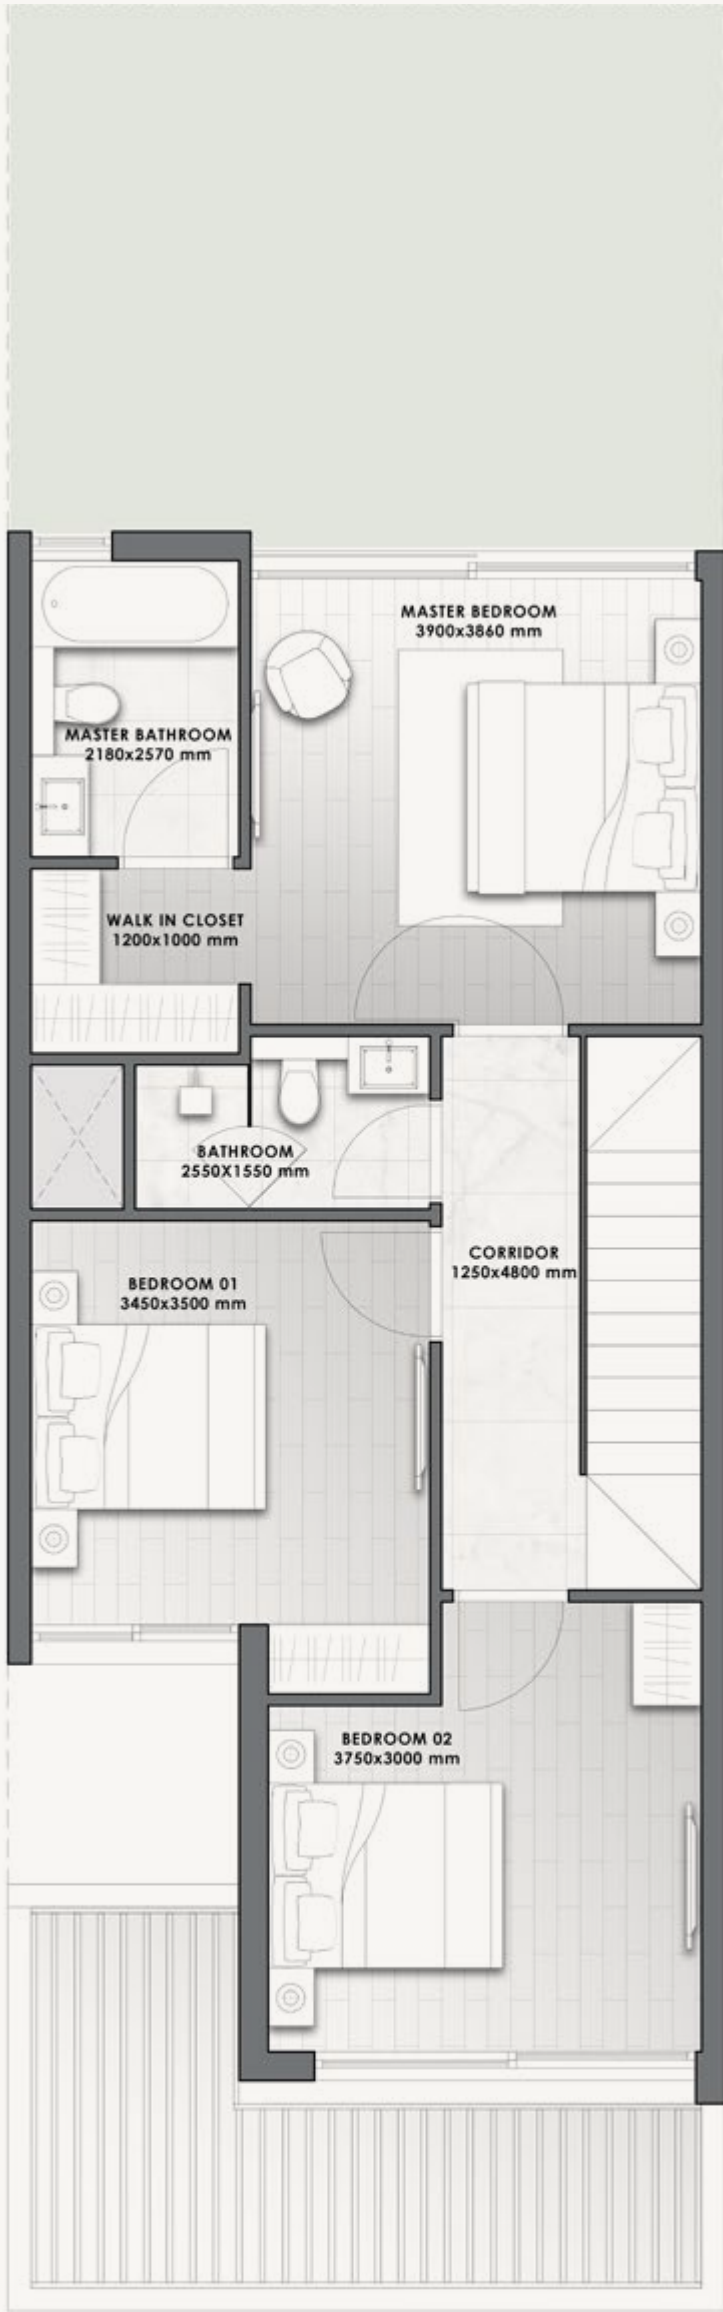 MASTER BEDROOM
3900x3860 mm
MASTER BATHROOM
2180x2570 mm
WALK IN CLOSET
1200x1000 mm
BATHROOM
2550X1550 mm
CORRIDOR
1250x4800 mm
BEDROOM 01
3450x3500 mm
BEDROOM 02
3750x3000 mm